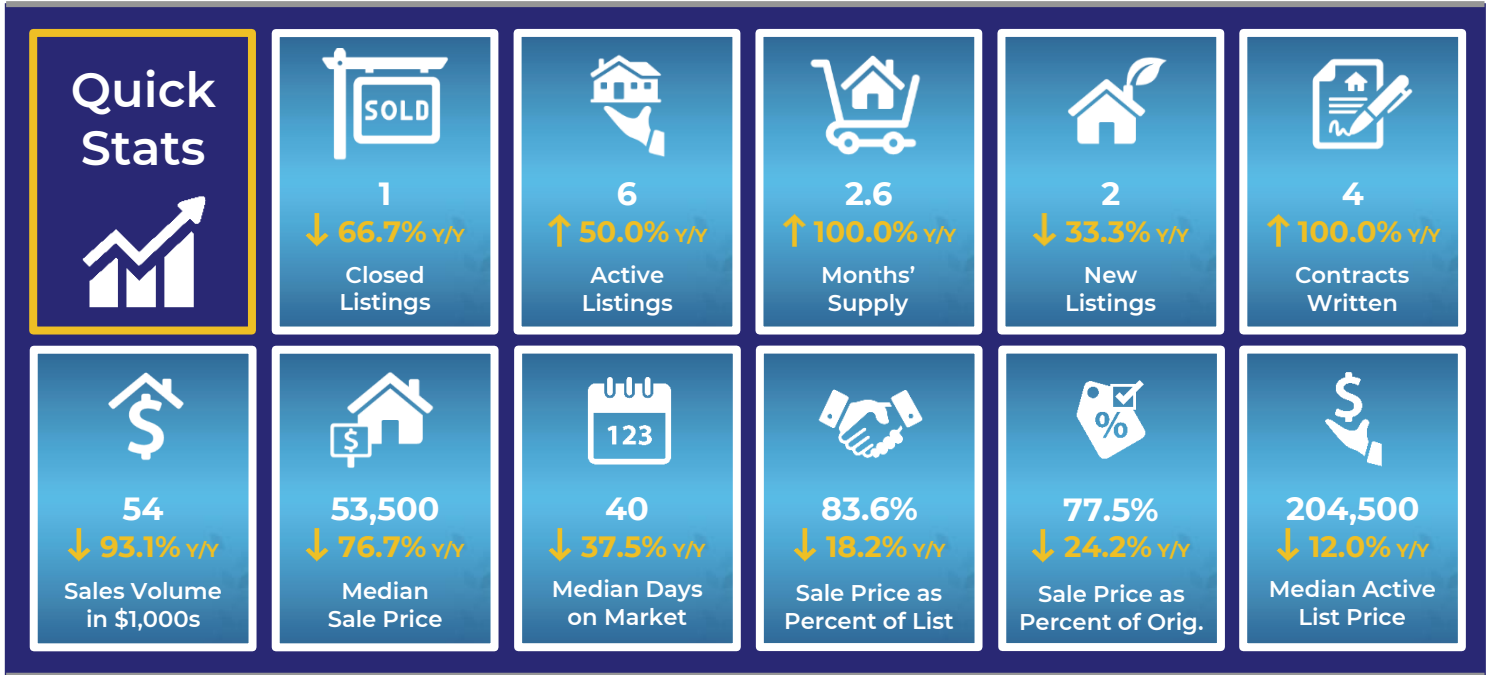 Quick
Stats
SOLD
1
↓ 66.7% Y/Y
Closed
Listings
6
↑ 50.0% Y/Y
Active
Listings
2.6
↑ 100.0% Y/Y
Months’
Supply
2
↓ 33.3% Y/Y
New
Listings
4
↑ 100.0% Y/Y
Contracts
Written
$
54
↓ 93.1% Y/Y
Sales Volume
in $1,000s
$
53,500
↓ 76.7% Y/Y
Median
Sale Price
123
40
↓ 37.5% Y/Y
Median Days
on Market
83.6%
↓ 18.2% Y/Y
Sale Price as
Percent of List
%
77.5%
↓ 24.2% Y/Y
Sale Price as
Percent of Orig.
$
204,500
↓ 12.0% Y/Y
Median Active
List Price